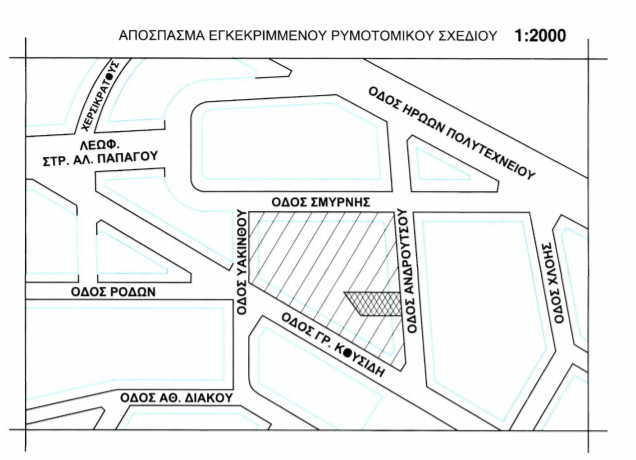 ΑΠΟΣΠΑΣΜΑ ΕΓΚΕΚΡΙΜΜΕΝΟΥ ΡΥΜΟΤΟΜΙΚΟΥ ΣΧΕΔΙΟΥ 1:2000
ΧΕΡΣΙΚΡΑΤΟΥΣ
ΟΔΟΣ ΗΡΩΩΝ ΠΟΛΥΤΕΧΝΕΙΟΥ
ΛΕΩΦ.
ΣΤΡ. ΑΛ. ΠΑΠΑΓΟΥ
ΟΔΟΣ ΣΜΥΡΝΗΣ
ΟΔΟΣ ΥΑΚΙΝΘΟΥ
ΟΔΟΣ ΑΝΔΡΟΥΤΣΟΥ
ΟΔΟΣ ΧΛΟΗΣ
ΟΔΟΣ ΡΟΔΩΝ
ΟΔΟΣ ΓΡ. ΚΟΥΣΙΔΗ
ΟΔΟΣ ΑΘ. ΔΙΑΚΟΥ